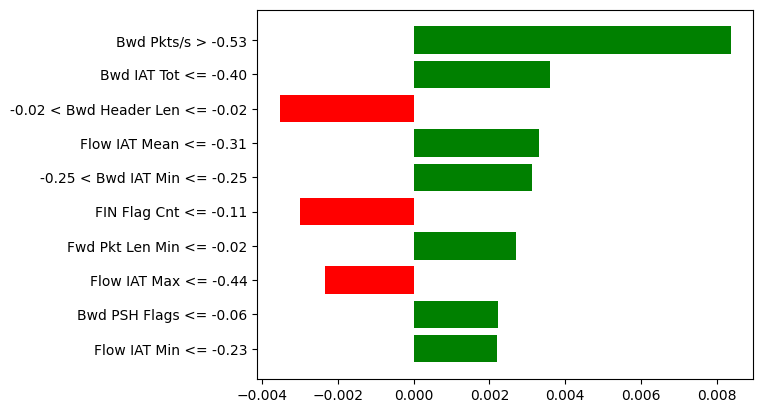 Bwd Pkts/s > -0.53
Bwd IAT Tot <= -0.40
-0.02 < Bwd Header Len <= -0.02
Flow IAT Mean <= -0.31
-0.25 < Bwd IAT Min <= -0.25
FIN Flag Cnt <= -0.11
Fwd Pkt Len Min <= -0.02
Flow IAT Max <= -0.44
Bwd PSH Flags <= -0.06
Flow IAT Min <= -0.23
−0.004 −0.002 0.000 0.002 0.004 0.006 0.008